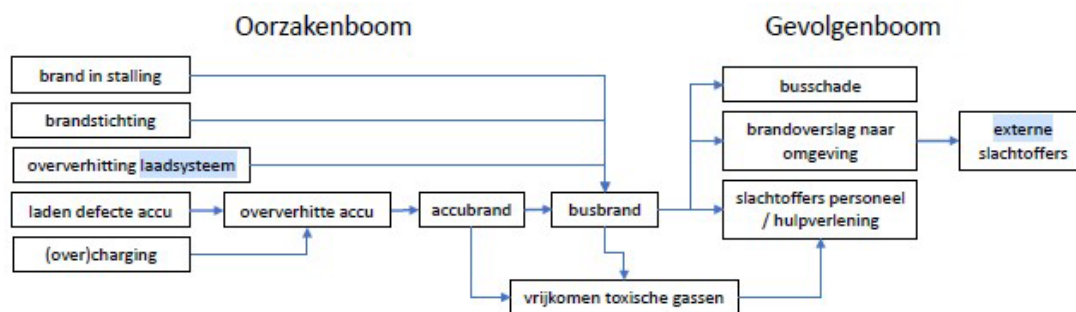 Oorzakenboom
Gevolgenboom
brand in stalling
brandstichting
oververhitting laadsysteem
laden defecte accu
(over)charging
oververhitte accu
accubrand
busbrand
vrijkomen toxische gassen
busschade
brandoverslag naar
omgeving
slachtoffers personeel
/ hulpverlening
externe
slachtoffers